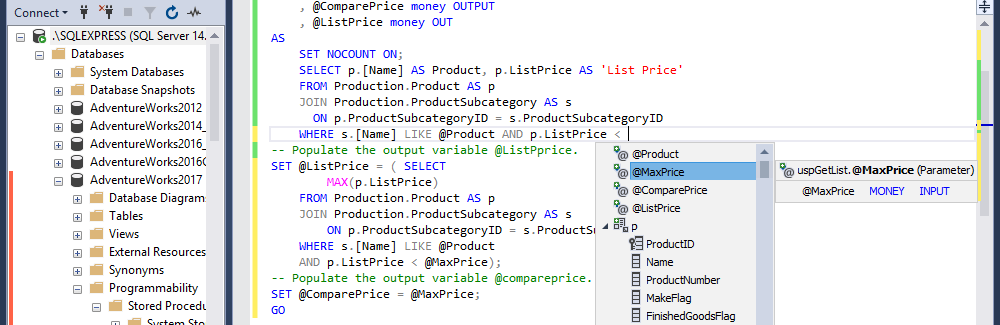 Connect
.\SQLEXPRESS (SQL Server 14.
Databases
System Databases
Database Snapshots
AdventureWorks2012
AdventureWorks2014_
AdventureWorks2016_
AdventureWorks2016C
AdventureWorks2017
Database Diagrams
Tables
Views
External Resources
Synonyms
Programmability
Stored Procedu
System Sto
, @ComparePrice money OUTPUT
, @ListPrice money OUT
AS
SET NOCOUNT ON;
SELECT p.[Name] AS Product, p.ListPrice AS 'List Price'
FROM Production.Product AS p
JOIN Production.ProductSubcategory AS s
ON p.ProductSubcategoryID = s.ProductSubcategoryID
WHERE s.[Name] LIKE @Product AND p.ListPrice <
-- Populate the output variable @ListPprice.
SET @ListPrice = ( SELECT
MAX(p.ListPrice)
FROM Production.Product AS p
JOIN Production.ProductSubcategory AS s
ON p.ProductSubcategoryID = s.ProductSu
WHERE s.[Name] LIKE @Product
AND p.ListPrice < @MaxPrice);
-- Populate the output variable @compareprice.
SET @ComparePrice = @MaxPrice;
GO
@Product
@MaxPrice
@ComparePrice
@ListPrice
p
ProductID
Name
ProductNumber
MakeFlag
FinishedGoodsFlag
uspGetList.@MaxPrice (Parameter)
@MaxPrice MONEY INPUT